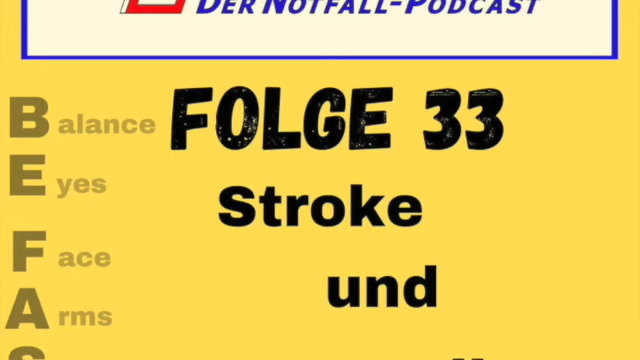 DER NOTFALL-PODCAST
FOLGE 33
Balance
Eyes
Face
Arms
Stroke
und